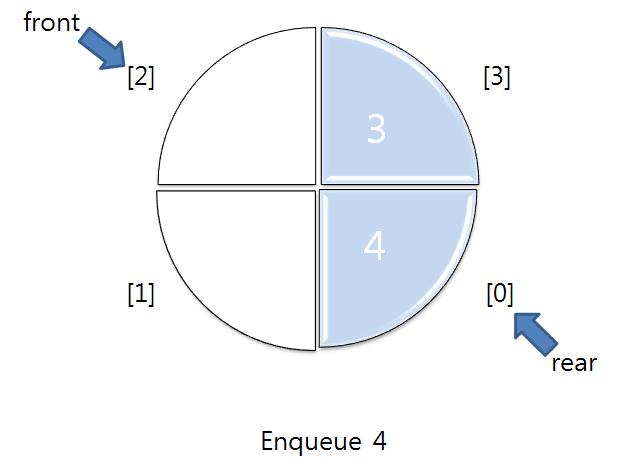 front
[2]
[3]
3
4
[1]
[0]
rear
Enqueue 4